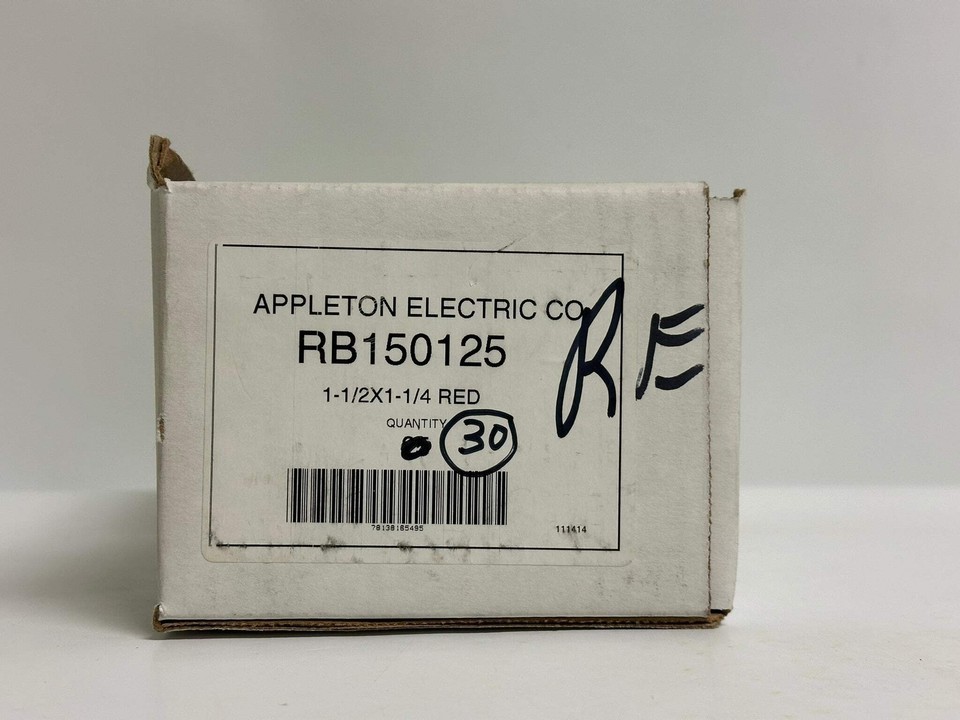 APPLETON ELECTRIC CO
RB150125
1-1/2X1-1/4 RED
QUANTITY
30
RE
78138165495
111414